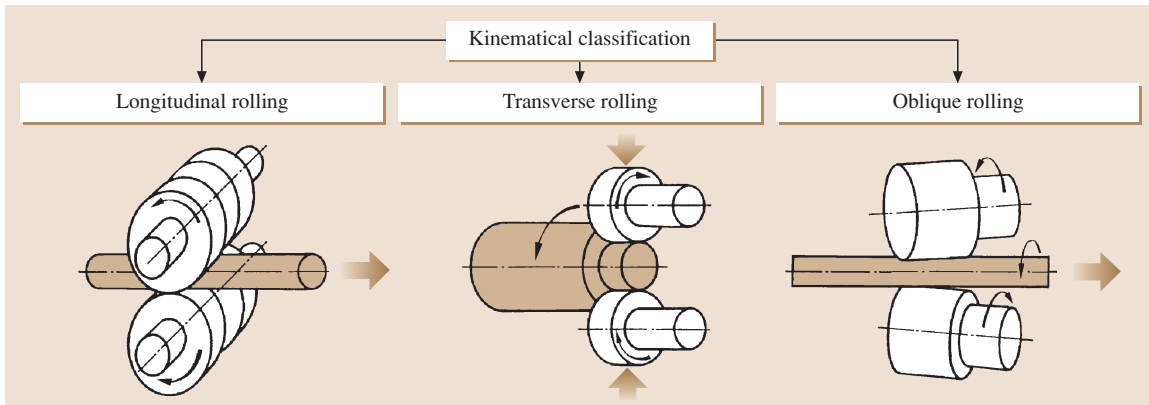 Kinematical classification
Longitudinal rolling
Transverse rolling
Oblique rolling